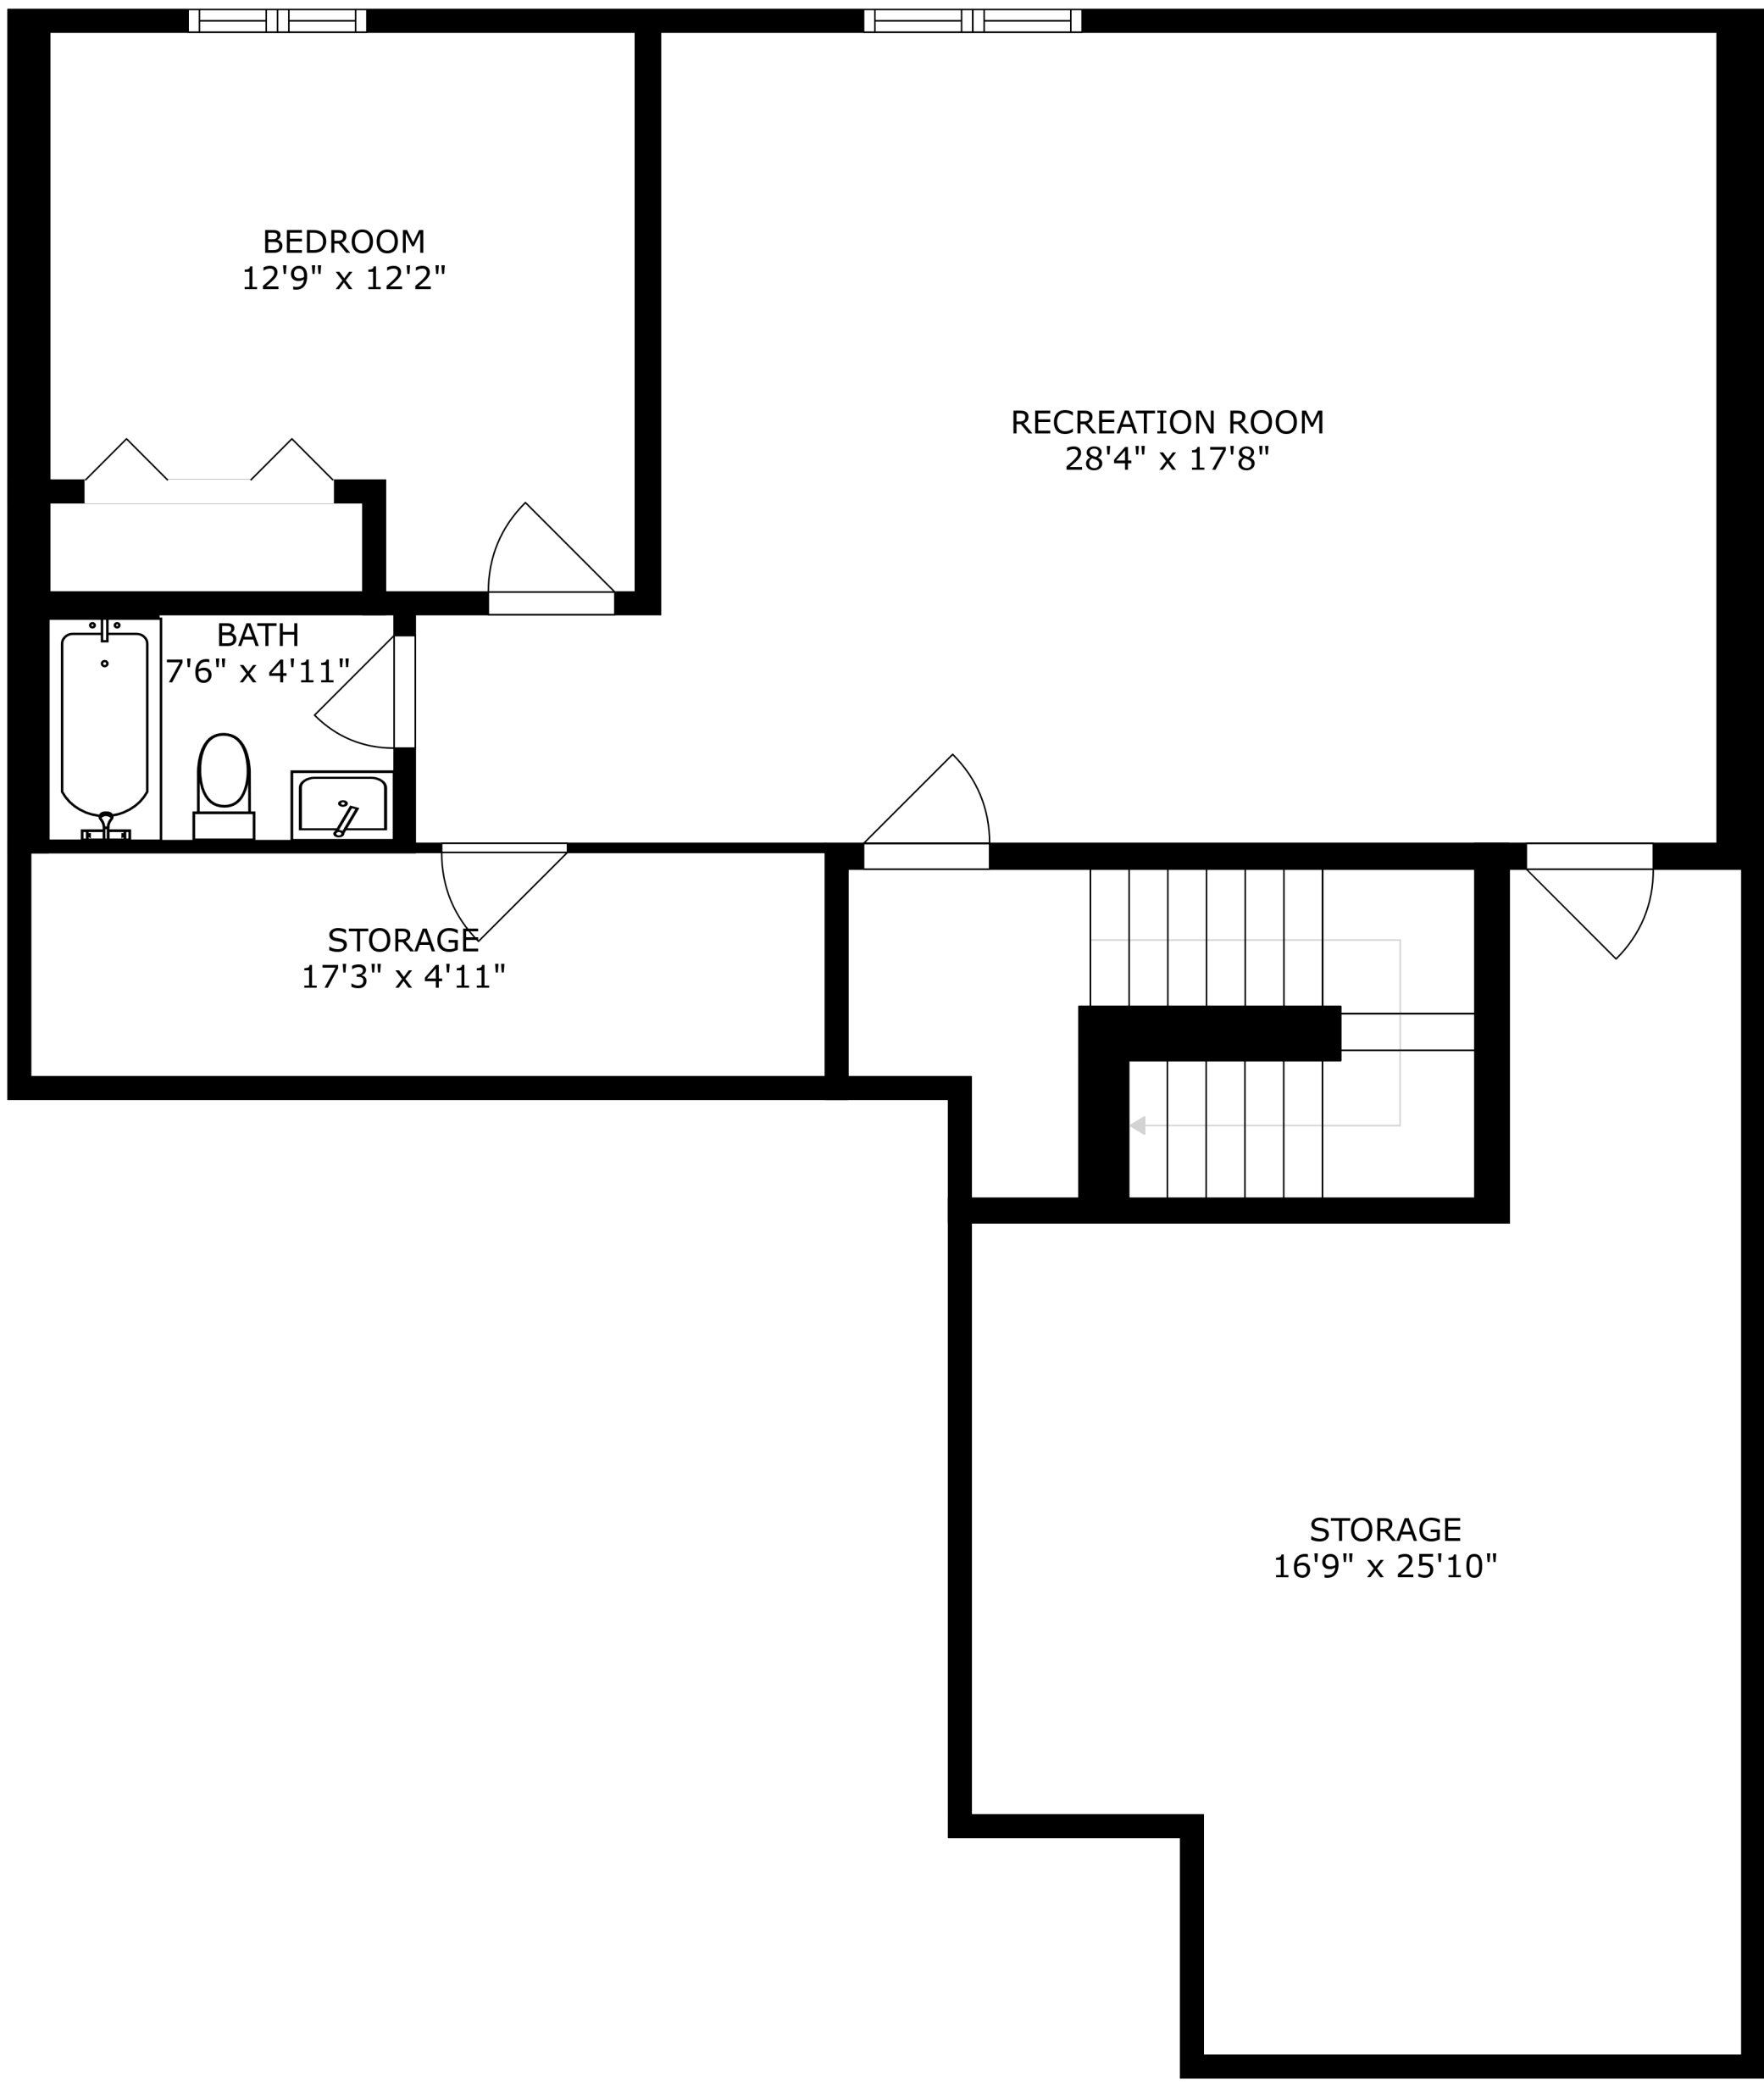 BEDROOM
12'9" x 12'2"
RECREATION ROOM
28'4" x 17'8"
BATH
7'6" x 4'11"
STORAGE
17'3" x 4'11"
STORAGE
16'9" x 25'10"